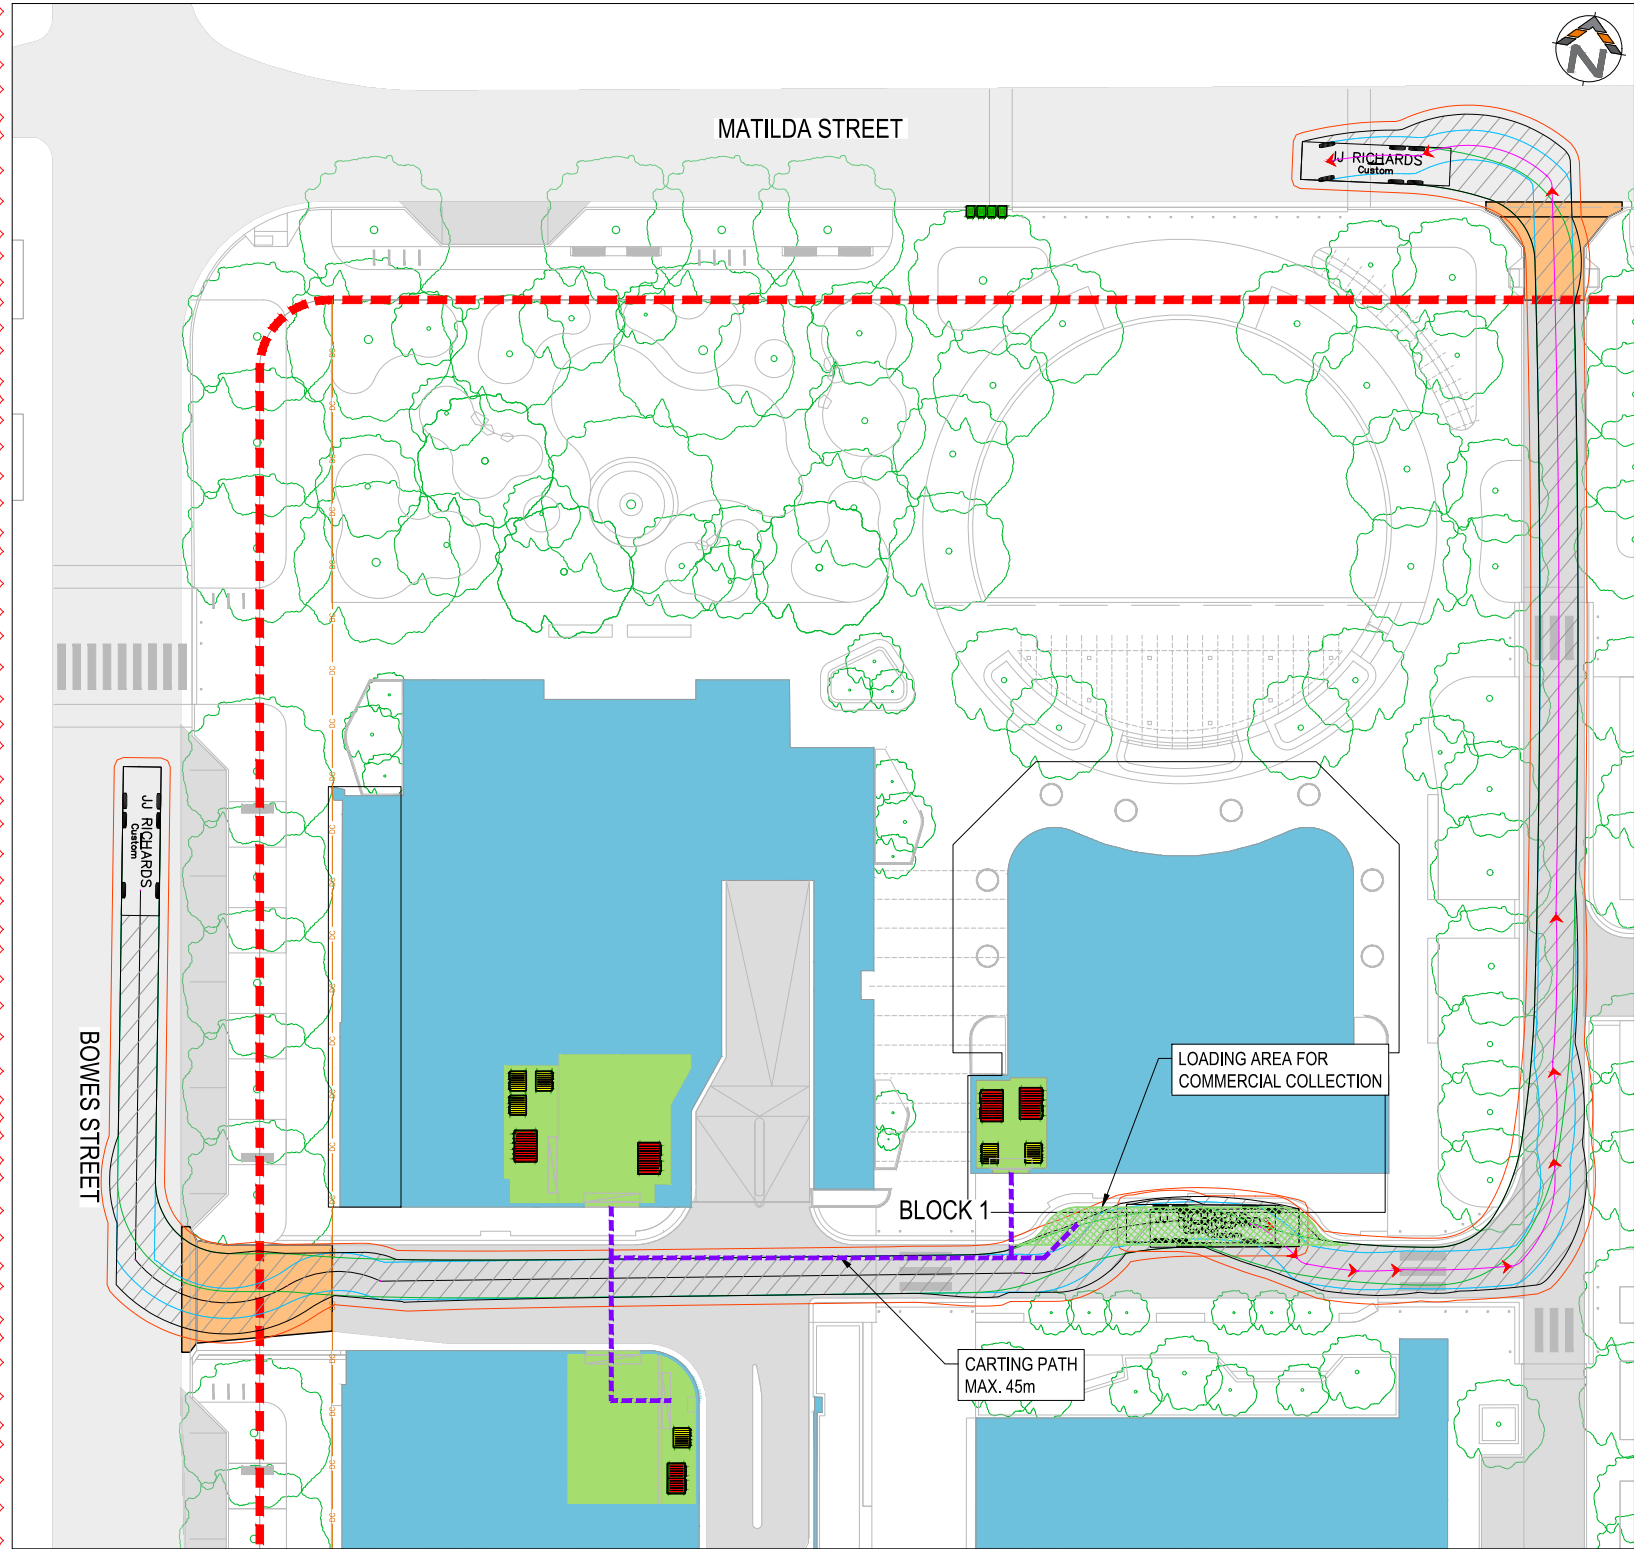 N
MATILDA STREET
JJ RICHARDS
Custom
JJ RICHARDS
Custom
BOWES STREET
LOADING AREA FOR
COMMERCIAL COLLECTION
BLOCK 1
CARTING PATH
MAX. 45m